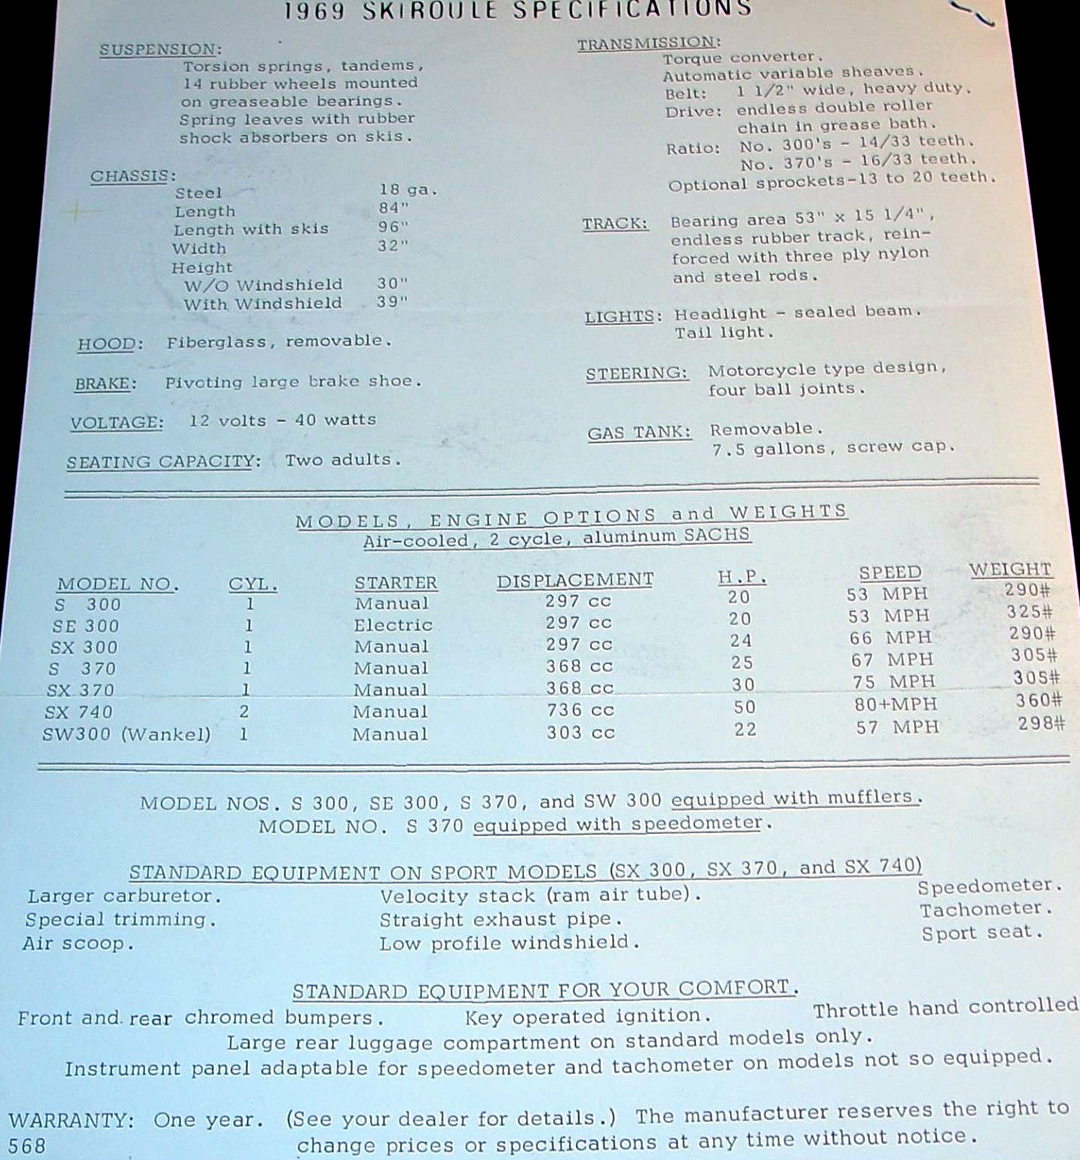 1969 SKIROULE SPECIFICATIONS
SUSPENSION:
Torsion springs, tandems,
14 rubber wheels mounted
on greaseable bearings.
Spring leaves with rubber
shock absorbers on skis.
CHASSIS:
Steel 18 ga.
Length 84"
Length with skis 96"
Width 32"
Height
W/O Windshield 30"
With Windshield 39"
HOOD: Fiberglass, removable.
BRAKE: Pivoting large brake shoe.
VOLTAGE: 12 volts - 40 watts
SEATING CAPACITY: Two adults.
TRANSMISSION:
Torque converter.
Automatic variable sheaves.
Belt: 1 1/2" wide, heavy duty.
Drive: endless double roller
chain in grease bath.
Ratio: No. 300's - 14/33 teeth.
No. 370's - 16/33 teeth.
Optional sprockets-13 to 20 teeth.
TRACK: Bearing area 53" x 15 1/4",
endless rubber track, rein-
forced with three ply nylon
and steel rods.
LIGHTS: Headlight - sealed beam.
Tail light.
STEERING: Motorcycle type design,
four ball joints.
GAS TANK: Removable.
7.5 gallons, screw cap.
MODELS, ENGINE OPTIONS and WEIGHTS
Air-cooled, 2 cycle, aluminum SACHS
MODEL NO. CYL. STARTER DISPLACEMENT H.P. SPEED WEIGHT
S 300 1 Manual 297 cc 20 53 MPH 290#
SE 300 1 Electric 297 cc 20 53 MPH 325#
SX 300 1 Manual 297 cc 24 66 MPH 290#
S 370 1 Manual 368 cc 25 67 MPH 305#
SX 370 1 Manual 368 cc 30 75 MPH 305#
SX 740 2 Manual 736 cc 50 80+MPH 360#
SW300 (Wankel) 1 Manual 303 cc 22 57 MPH 298#
MODEL NOS. S 300, SE 300, S 370, and SW 300 equipped with mufflers.
MODEL NO. S 370 equipped with speedometer.
STANDARD EQUIPMENT ON SPORT MODELS (SX 300, SX 370, and SX 740)
Larger carburetor. Velocity stack (ram air tube). Speedometer.
Special trimming. Straight exhaust pipe. Tachometer.
Air scoop. Low profile windshield. Sport seat.
STANDARD EQUIPMENT FOR YOUR COMFORT.
Front and rear chromed bumpers. Key operated ignition. Throttle hand controlled
Large rear luggage compartment on standard models only.
Instrument panel adaptable for speedometer and tachometer on models not so equipped.
WARRANTY: One year. (See your dealer for details.) The manufacturer reserves the right to
568 change prices or specifications at any time without notice.